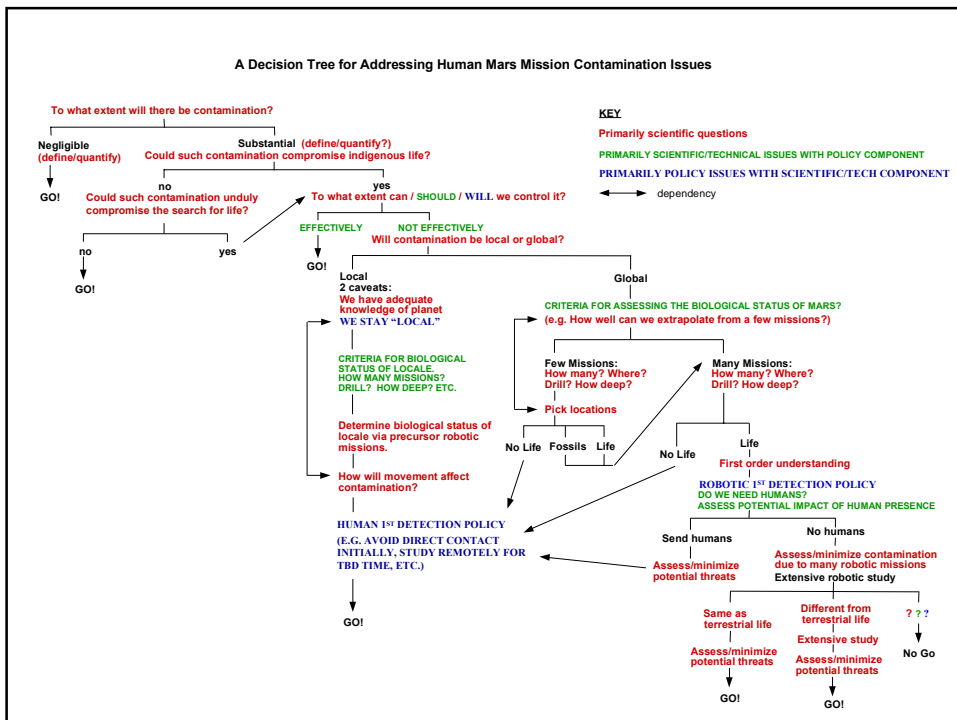 A Decision Tree for Addressing Human Mars Mission Contamination Issues
To what extent will there be contamination?
KEY
Primarily scientific questions
PRIMARILY SCIENTIFIC/TECHNICAL ISSUES WITH POLICY COMPONENT
PRIMARILY POLICY ISSUES WITH SCIENTIFIC/TECH COMPONENT
dependency
Negligible
(define/quantify)
GO!
Substantial (define/quantify?)
Could such contamination compromise indigenous life?
no
Could such contamination unduly
compromise the search for life?
no
yes
GO!
yes
To what extent can / SHOULD / WILL we control it?
EFFECTIVELY
NOT EFFECTIVELY
GO!
Will contamination be local or global?
Local
2 caveats:
We have adequate
knowledge of planet
WE STAY “LOCAL”
CRITERIA FOR BIOLOGICAL
STATUS OF LOCALE.
HOW MANY MISSIONS?
DRILL? HOW DEEP? ETC.
Determine biological status of
locale via precursor robotic
missions.
How will movement affect
contamination?
HUMAN 1ST DETECTION POLICY
(E.G. AVOID DIRECT CONTACT
INITIALLY, STUDY REMOTELY FOR
TBD TIME, ETC.)
GO!
Global
CRITERIA FOR ASSESSING THE BIOLOGICAL STATUS OF MARS?
(e.g. How well can we extrapolate from a few missions?)
Few Missions:
How many? Where?
Drill? How deep?
Pick locations
No Life
Fossils
Life
Many Missions:
How many? Where?
Drill? How deep?
No Life
Life
First order understanding
ROBOTIC 1ST DETECTION POLICY
DO WE NEED HUMANS?
ASSESS POTENTIAL IMPACT OF HUMAN PRESENCE
Send humans
Assess/minimize
potential threats
No humans
Assess/minimize contamination
due to many robotic missions
Extensive robotic study
Same as
terrestrial life
Assess/minimize
potential threats
GO!
Different from
terrestrial life
Extensive study
Assess/minimize
potential threats
GO!
? ? ?
No Go